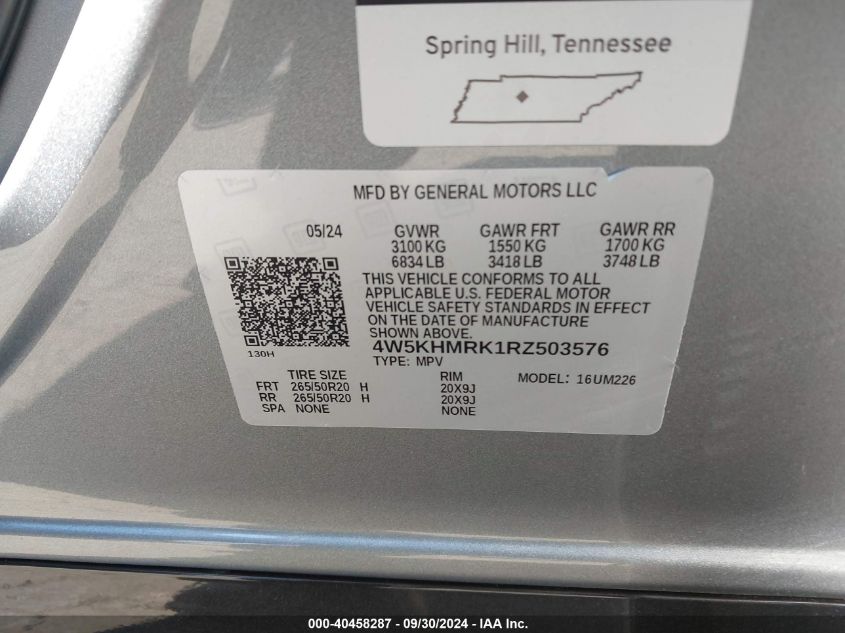 Spring Hill, Tennessee
MFD BY GENERAL MOTORS LLC
05/24 GVWR GAWR FRT GAWR RR
3100 KG 1550 KG 1700 KG
6834 LB 3418 LB 3748 LB
THIS VEHICLE CONFORMS TO ALL
APPLICABLE U.S. FEDERAL MOTOR
VEHICLE SAFETY STANDARDS IN EFFECT
ON THE DATE OF MANUFACTURE
SHOWN ABOVE.
130H
4W5KHMRK1RZ503576
TYPE: MPV
TIRE SIZE RIM MODEL: 16UM226
FRT 265/50R20 H 20X9J
RR 265/50R20 H 20X9J
SPA NONE NONE
000-40458287 - 09/30/2024 - IAA Inc.